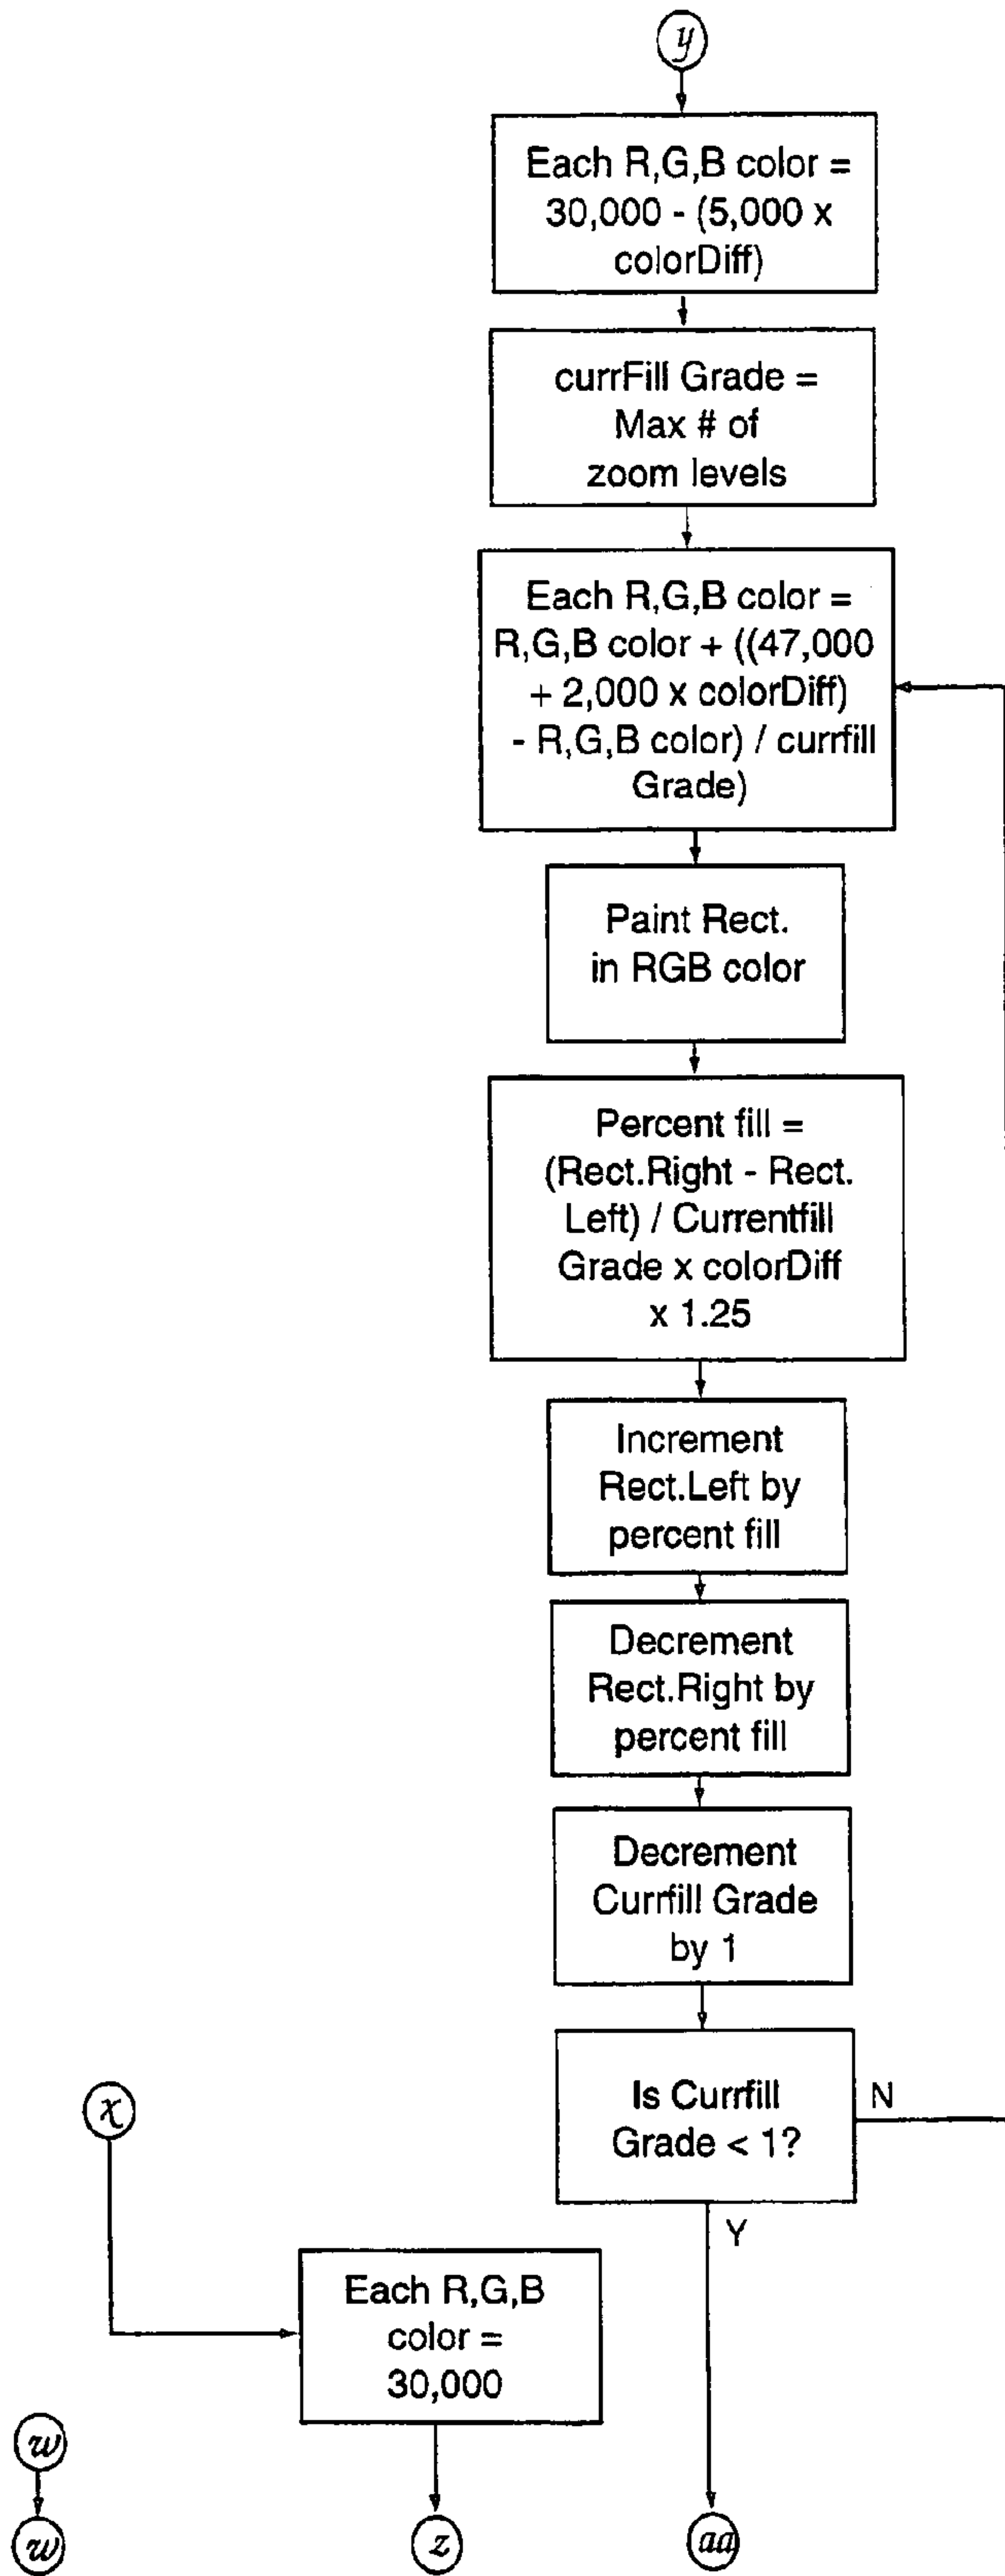 y
Each R,G,B color =
30,000 - (5,000 x
colorDiff)
currFill Grade =
Max # of
zoom levels
Each R,G,B color =
R,G,B color + ((47,000
+ 2,000 x colorDiff)
- R,G,B color) / currfill
Grade)
Paint Rect.
in RGB color
Percent fill =
(Rect.Right - Rect.
Left) / Currentfill
Grade x colorDiff
x 1.25
Increment
Rect.Left by
percent fill
Decrement
Rect.Right by
percent fill
Decrement
Currfill Grade
by 1
Is Currfill
Grade < 1?
N
Y
x
Each R,G,B
color =
30,000
w
w
z
aa